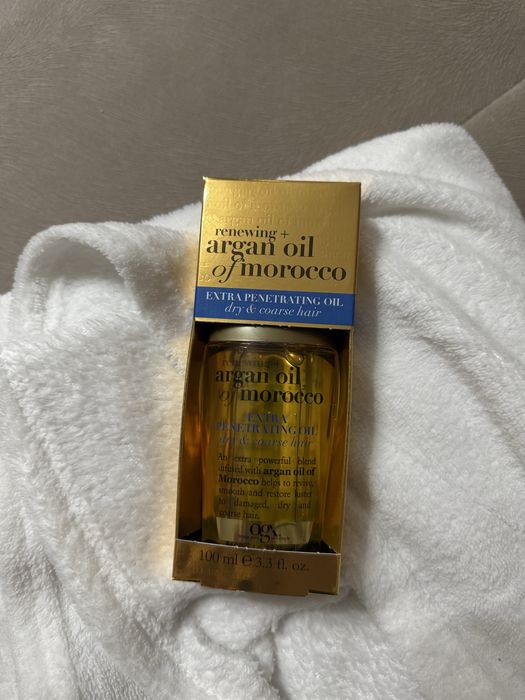 renewing +
argan oil
of morocco
EXTRA PENETRATING OIL
dry & coarse hair
renewing +
argan oil
of morocco
EXTRA
PENETRATING OIL
dry & coarse hair
An extra powerful blend
infused with argan oil of
Morocco helps to revive,
smooth and restore luster
to damaged, dry and
coarse hair.
ogx
100 ml e 3.3 fl. oz.